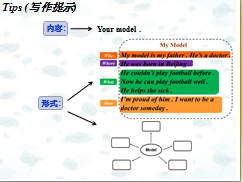 Tips (写作提示)
内容: Your model .
My Model
Who My model is my father . He's a doctor.
Where He was born in Beijing .
He couldn't play football before .
What Now he can play football well .
He helps the sick .
形式:
How I'm proud of him . I want to be a
doctor someday .
Model